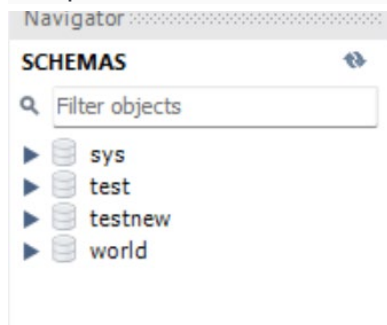 Navigator
SCHEMAS
Filter objects
sys
test
testnew
world